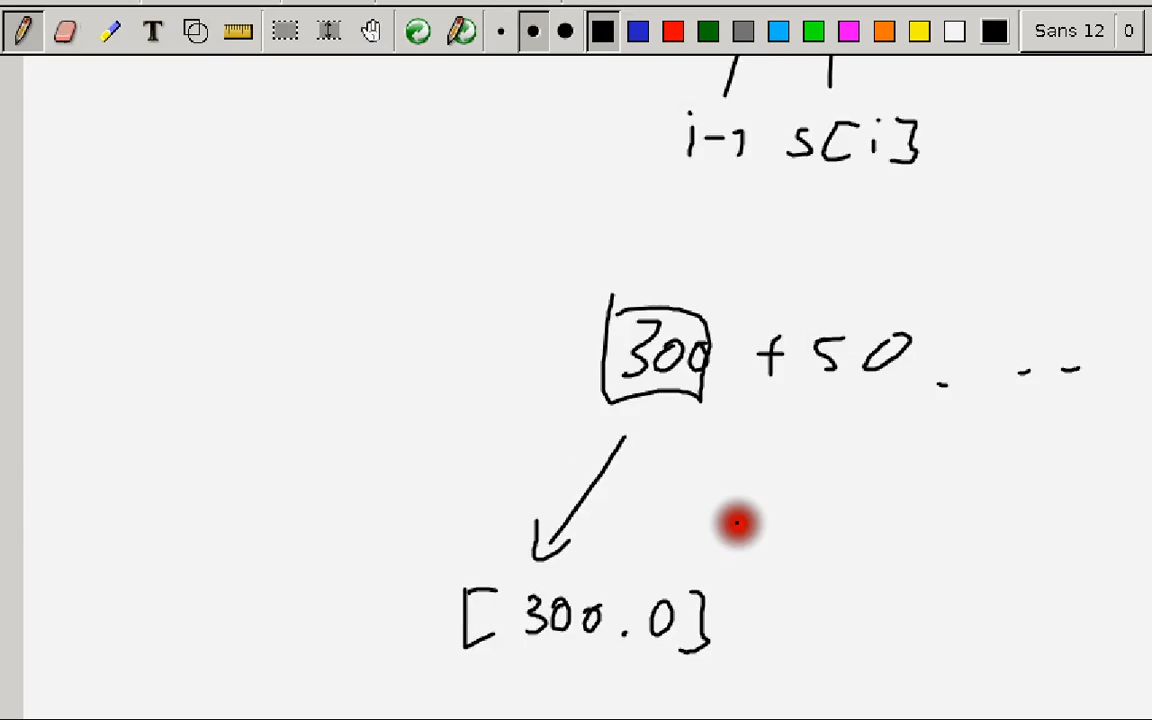 T Sans 12 0
i-1 s[i]
300 + 50. . .
[300.0]